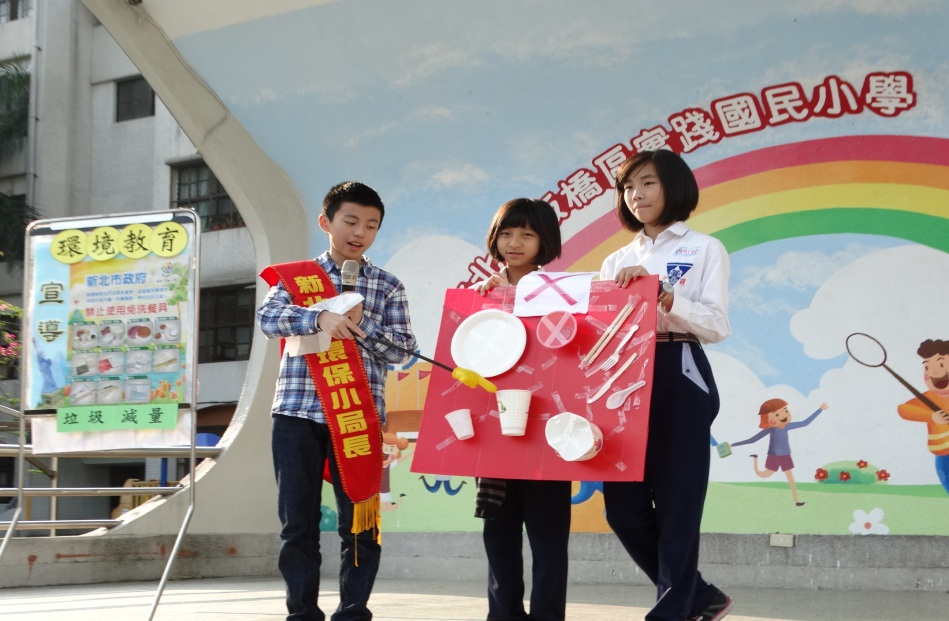 環境教育
新北市政府
宣導
禁止使用免洗餐具
垃圾 減量
板橋區實踐國民小學
新北
環保小局長